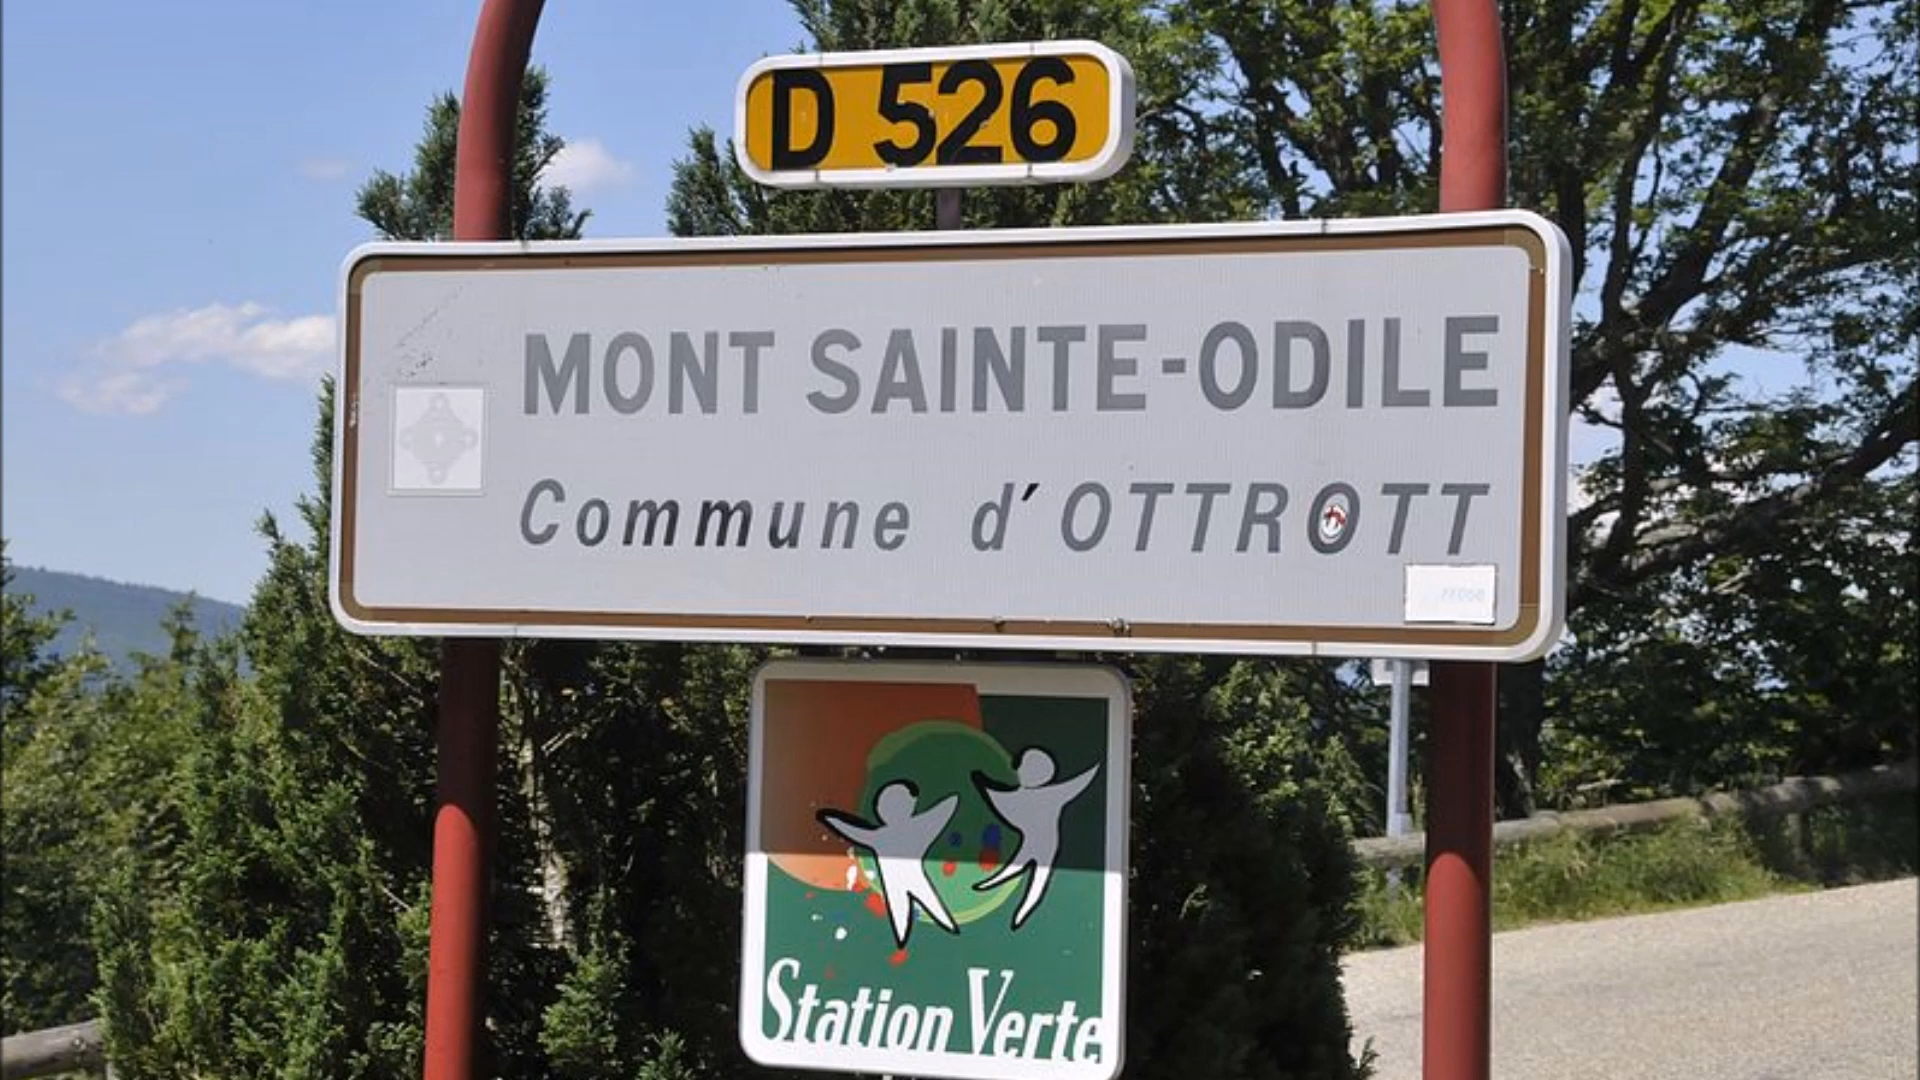 D 526
MONT SAINTE-ODILE
Commune d'OTTROTT
Station Verte